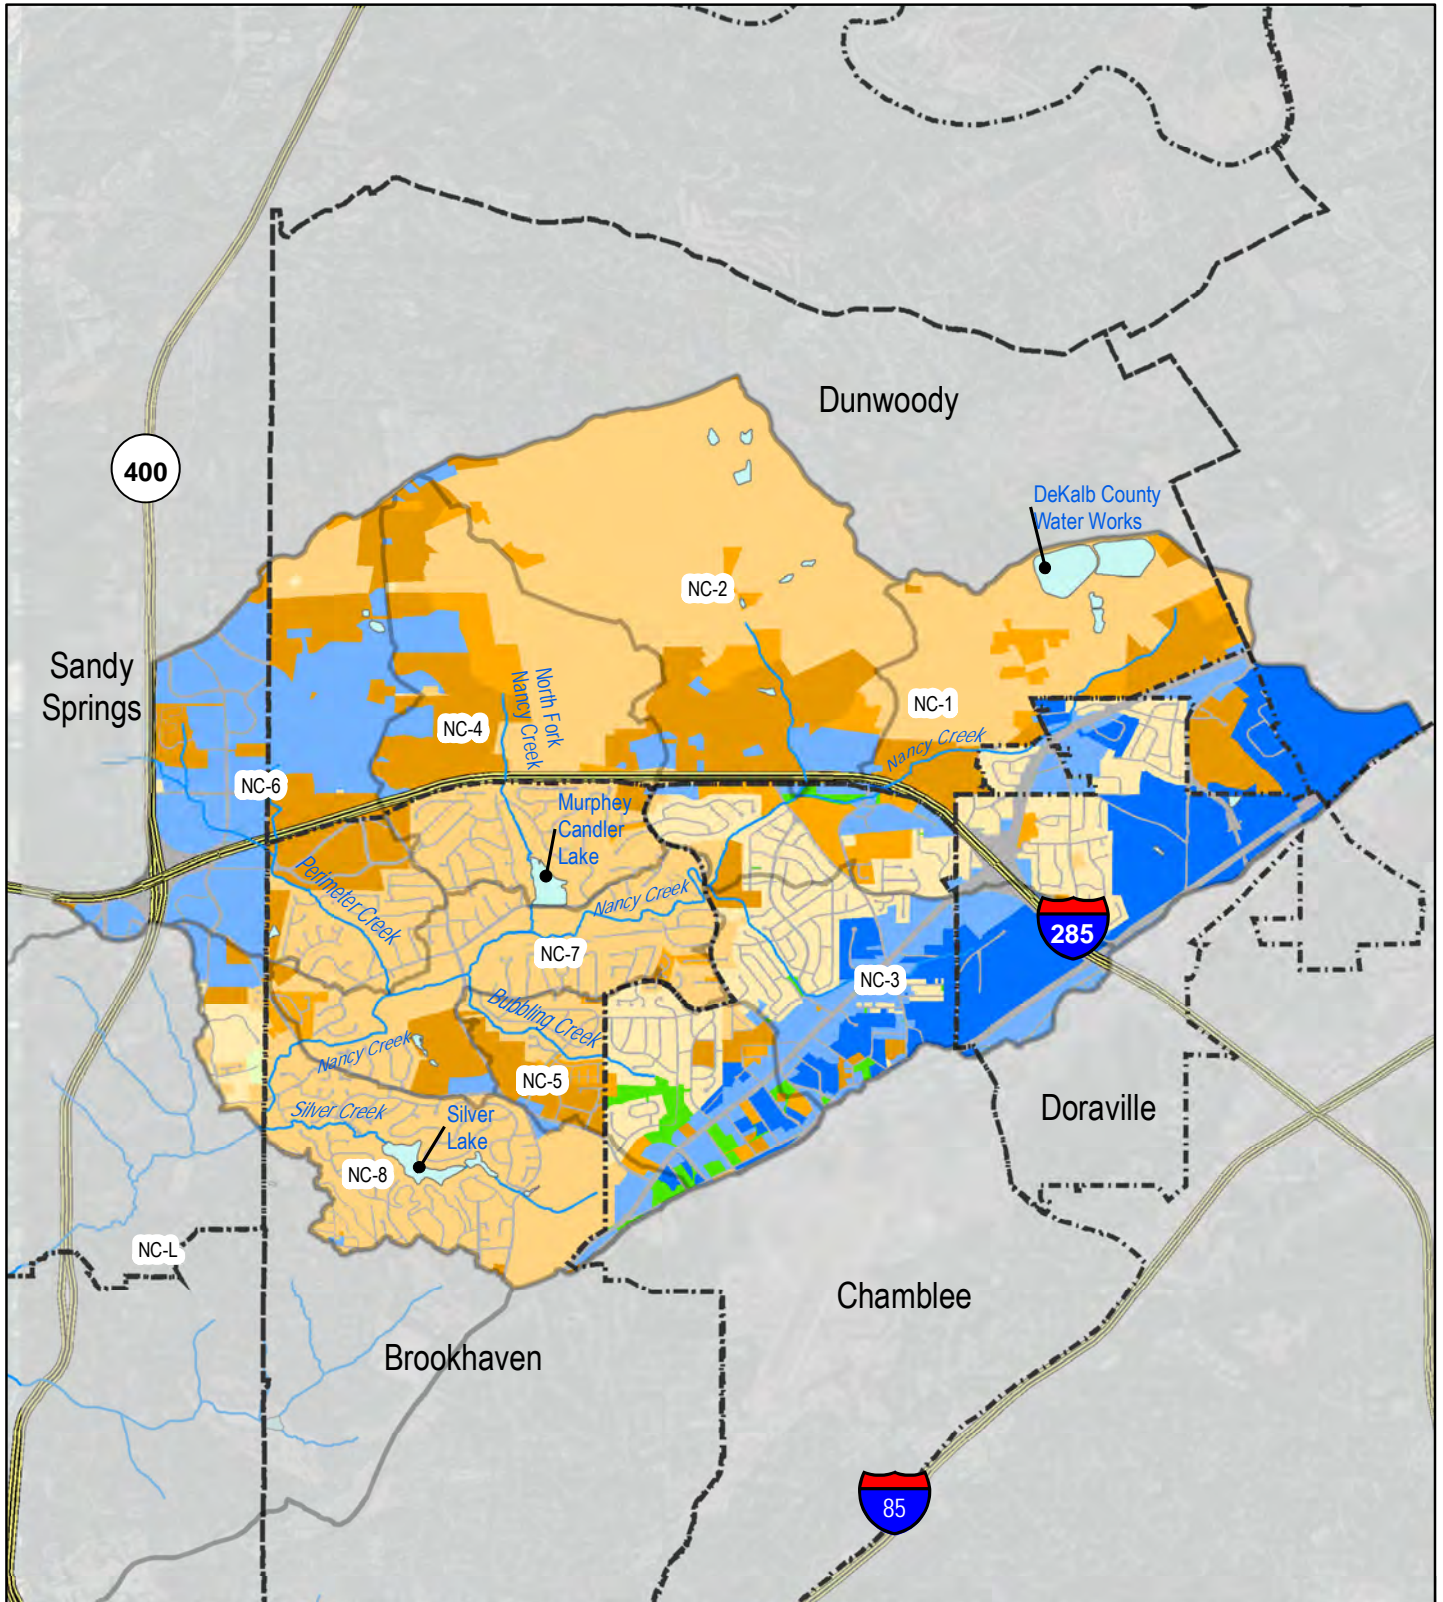 Dunwoody
400
DeKalb County
Water Works
NC-2
Sandy
Springs
North Fork
Nancy Creek
NC-1
NC-4
Nancy Creek
NC-6
Murphey
Candler
Lake
Perimeter Creek
Nancy Creek
285
NC-7
NC-3
Bubbling Creek
Nancy Creek
NC-5
Silver Creek
Silver
Lake
Doraville
NC-8
NC-L
Chamblee
Brookhaven
85